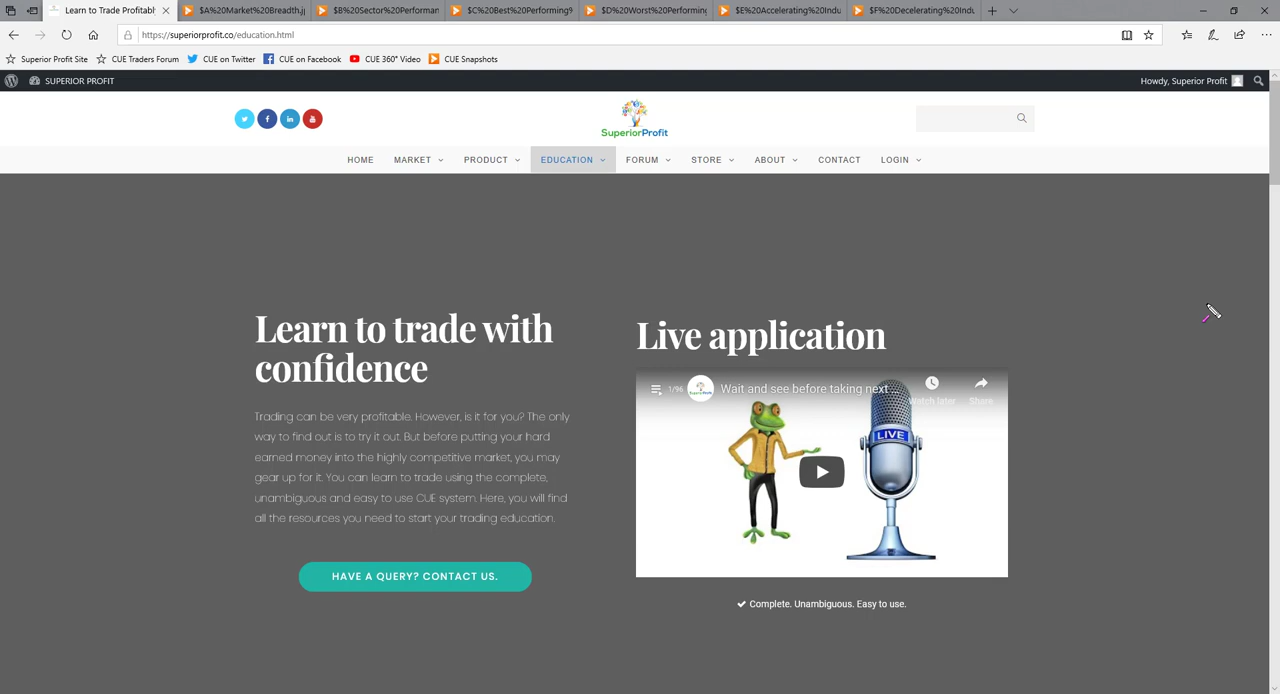 Learn to Trade Profitabl
$A%20Market%20Breadth.j
$B%20Sector%20Performan
$C%20Best%20Performing%
$D%20Worst%20Performing
$E%20Accelerating%20Indu
$F%20Decelerating%20Indu
https://superiorprofit.co/education.html
Superior Profit Site
CUE Traders Forum
CUE on Twitter
CUE on Facebook
CUE 360° Video
CUE Snapshots
SUPERIOR PROFIT
Howdy, Superior Profit
SuperiorProfit
HOME
MARKET
PRODUCT
EDUCATION
FORUM
STORE
ABOUT
CONTACT
LOGIN
Learn to trade with
confidence
Trading can be very profitable. However, is it for you? The only
way to find out is to try it out. But before putting your hard
earned money into the highly competitive market, you may
gear up for it. You can learn to trade using the complete,
unambiguous and easy to use CUE system. Here, you will find
all the resources you need to start your trading education.
HAVE A QUERY? CONTACT US.
Live application
1/96
Wait and see before taking next...
Watch later
Share
LIVE
Complete. Unambiguous. Easy to use.